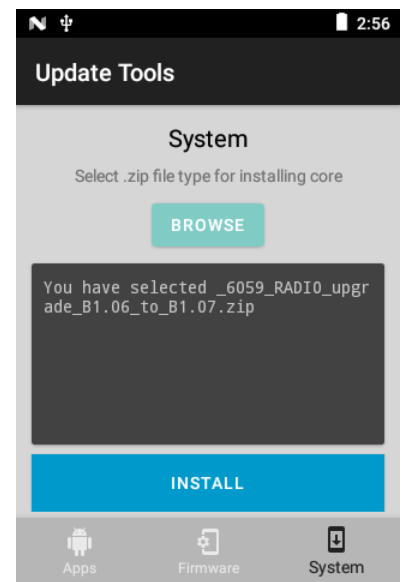 2:56
Update Tools
System
Select .zip file type for installing core
BROWSE
You have selected _6059_RADIO_upgr
ade_B1.06_to_B1.07.zip
INSTALL
Apps
Firmware
System